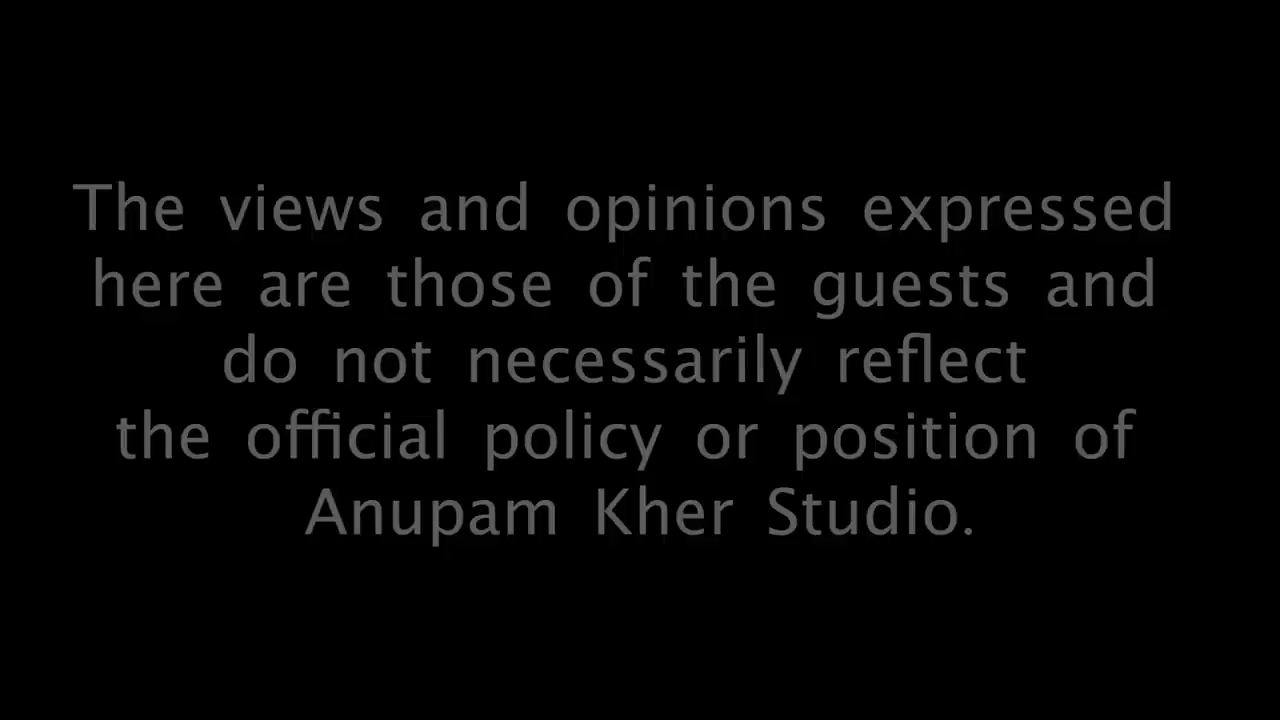 The views and opinions expressed
here are those of the guests and
do not necessarily reflect
the official policy or position of
Anupam Kher Studio.